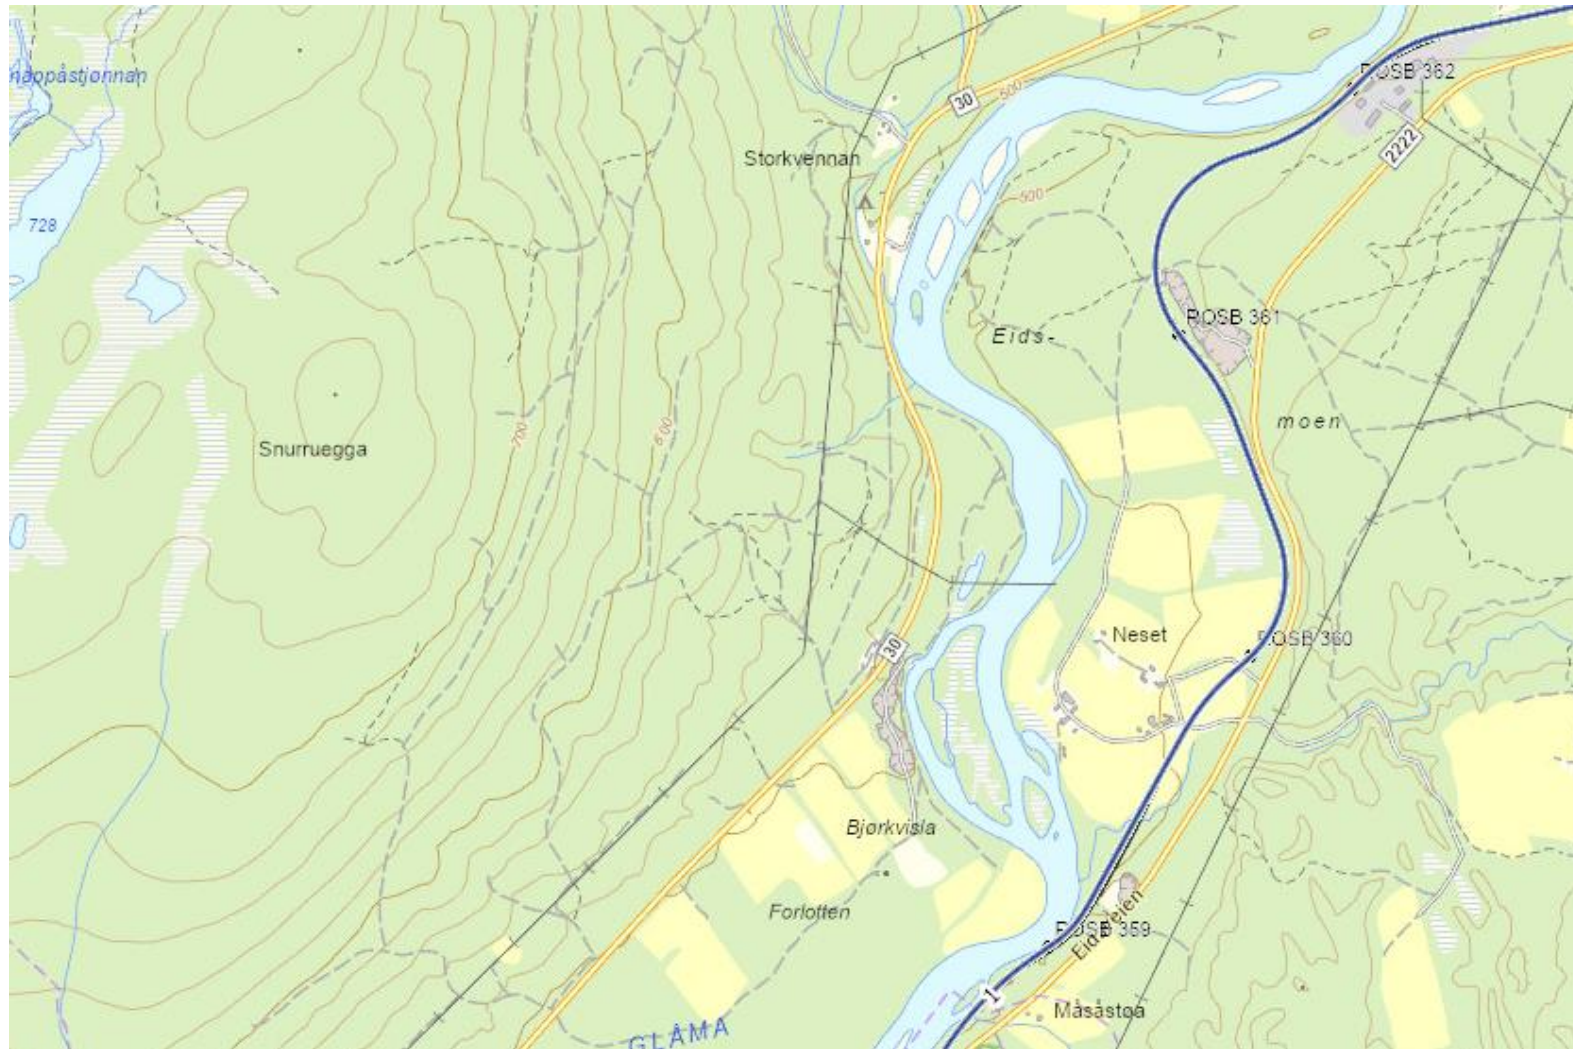 ROSB 362
nappåstjønnan
500
30
2222
Storkvennan
500
728
ROSB 361
Eids-
moen
700
600
Snurruegga
Neset
ROSB 360
30
Bjørkvisla
Forlotten
ROSB 359
Eidsveien
1
Måsåstoa
GLÅMA